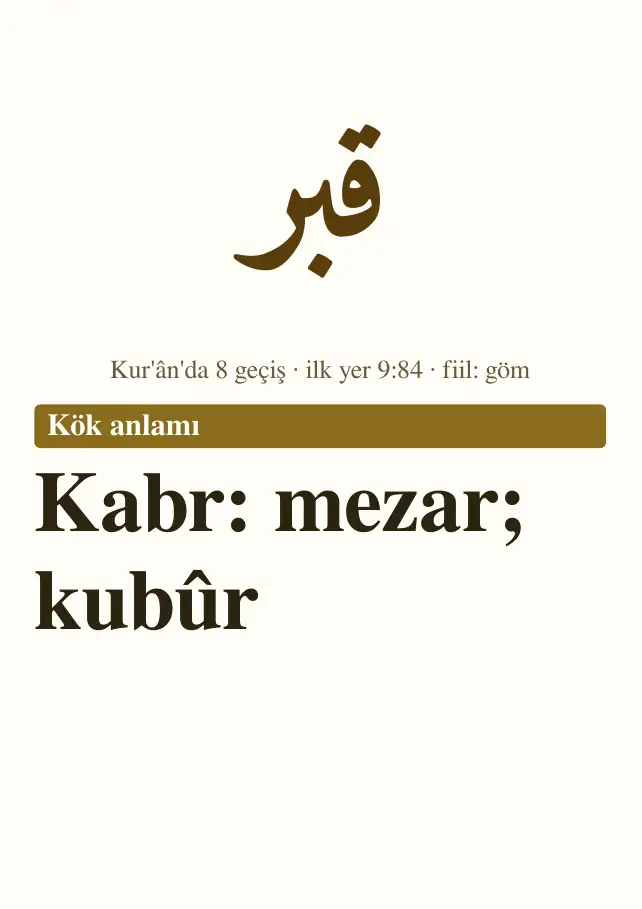 قبر
Kur'ân'da 8 geçiş · ilk yer 9:84 · fiil: göm
Kök anlamı
Kabr: mezar;
kubûr